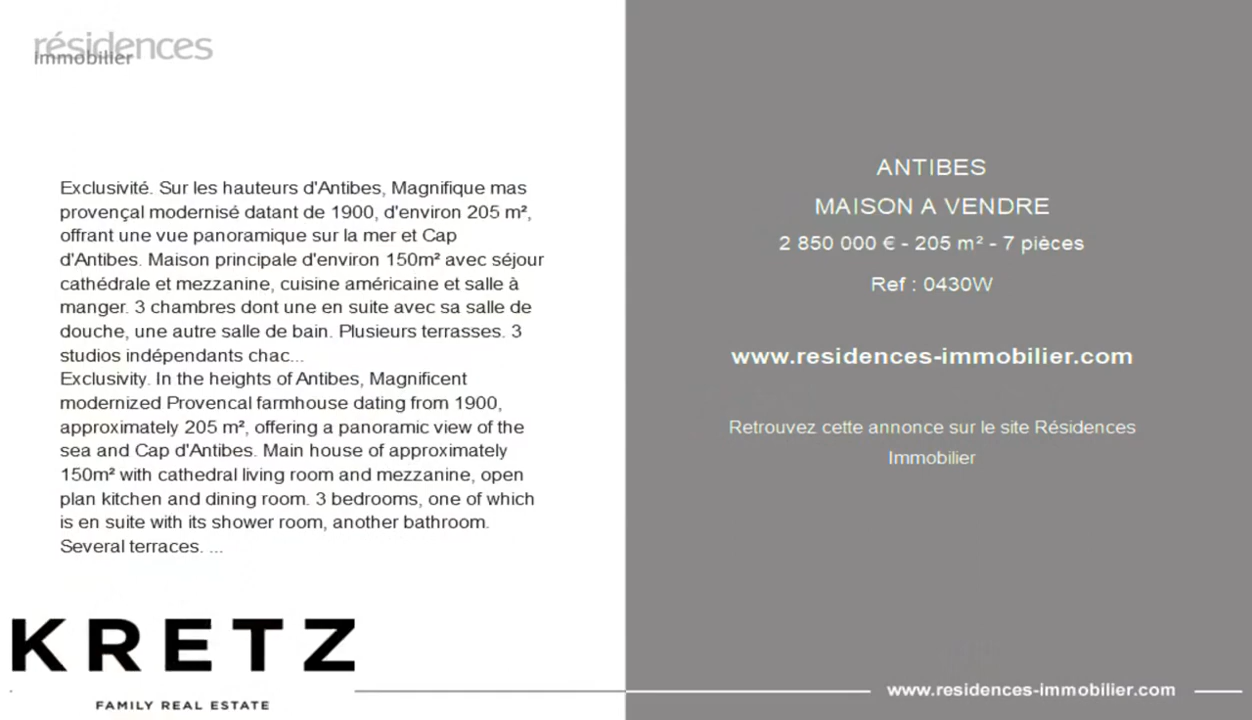 résidences
Immobilier
Exclusivité. Sur les hauteurs d'Antibes, Magnifique mas
provençal modernisé datant de 1900, d'environ 205 m²,
offrant une vue panoramique sur la mer et Cap
d'Antibes. Maison principale d'environ 150m² avec séjour
cathédrale et mezzanine, cuisine américaine et salle à
manger. 3 chambres dont une en suite avec sa salle de
douche, une autre salle de bain. Plusieurs terrasses. 3
studios indépendants chac...
Exclusivity. In the heights of Antibes, Magnificent
modernized Provencal farmhouse dating from 1900,
approximately 205 m², offering a panoramic view of the
sea and Cap d'Antibes. Main house of approximately
150m² with cathedral living room and mezzanine, open
plan kitchen and dining room. 3 bedrooms, one of which
is en suite with its shower room, another bathroom.
Several terraces. ...
KRETZ
FAMILY REAL ESTATE
ANTIBES
MAISON A VENDRE
2 850 000 € - 205 m² - 7 pièces
Ref : 0430W
www.residences-immobilier.com
Retrouvez cette annonce sur le site Résidences
Immobilier
www.residences-immobilier.com